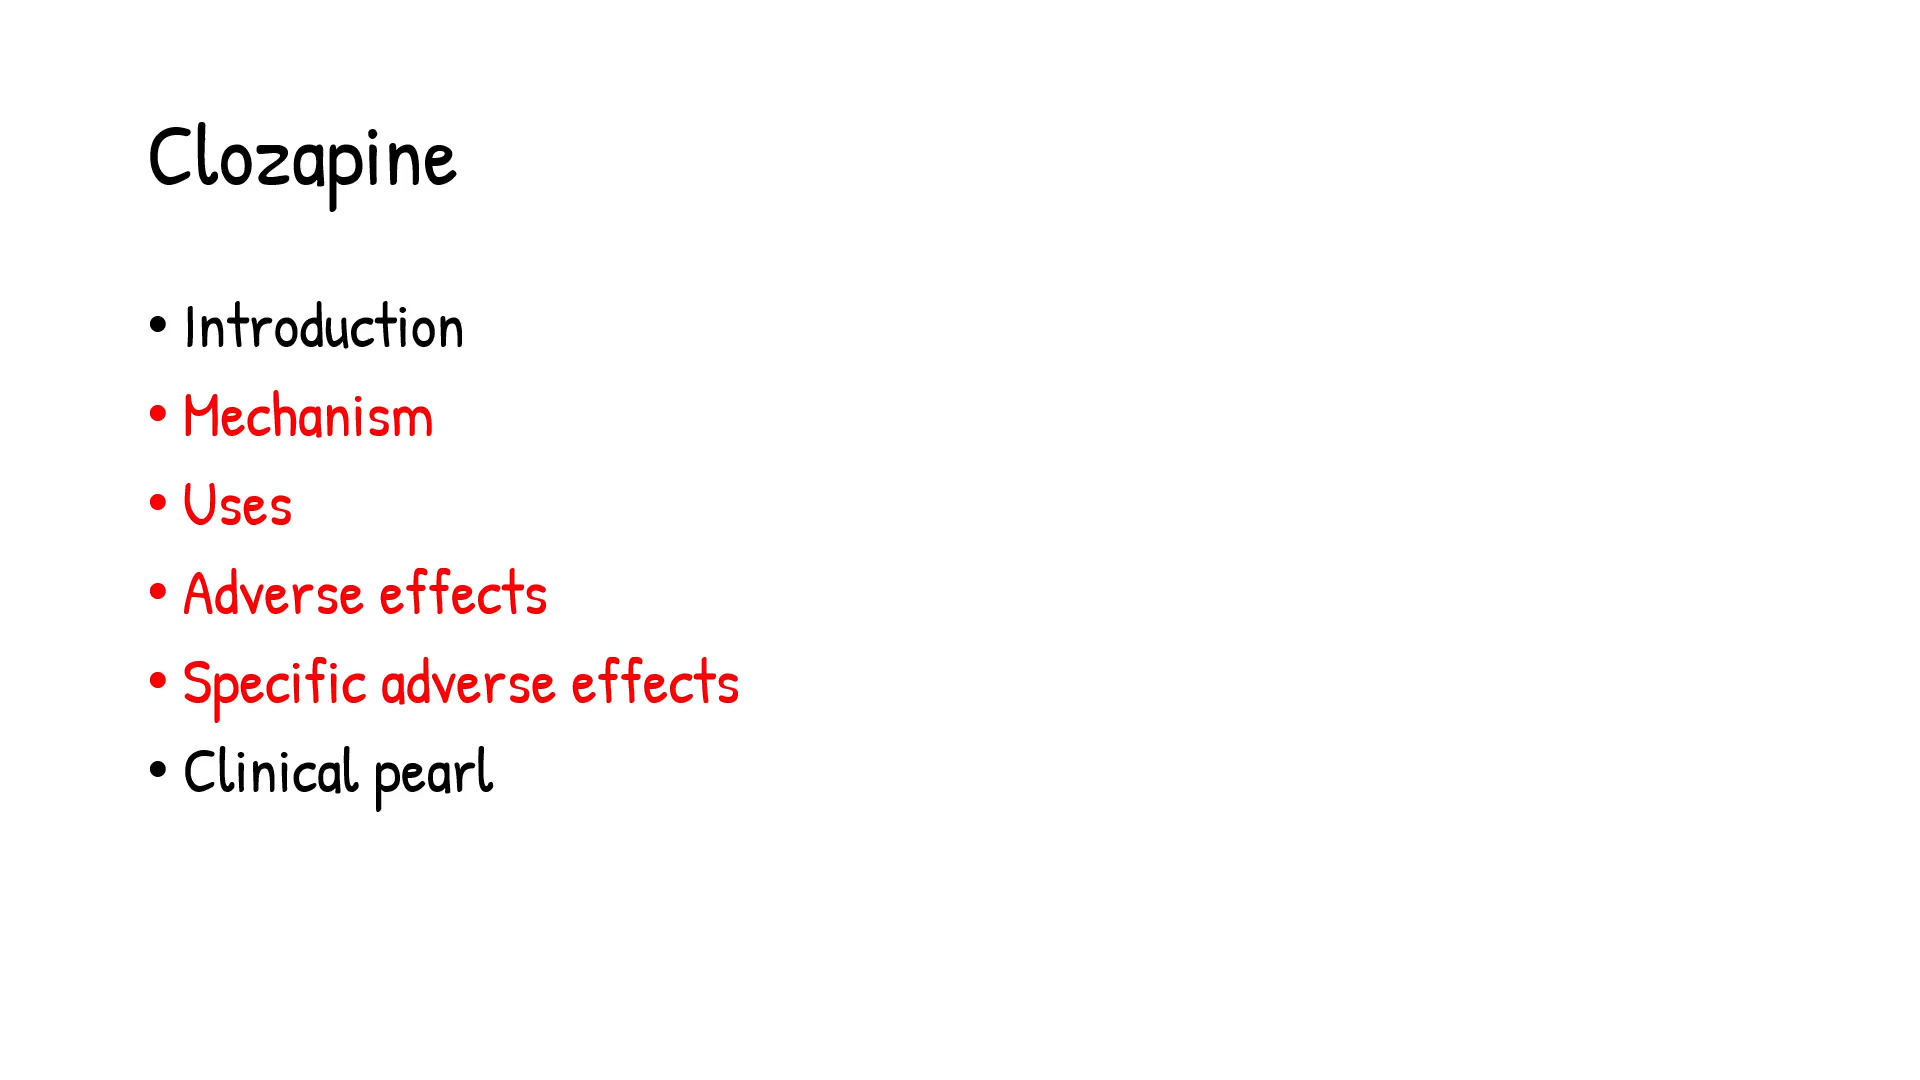 Clozapine
• Introduction
• Mechanism
• Uses
• Adverse effects
• Specific adverse effects
• Clinical pearl